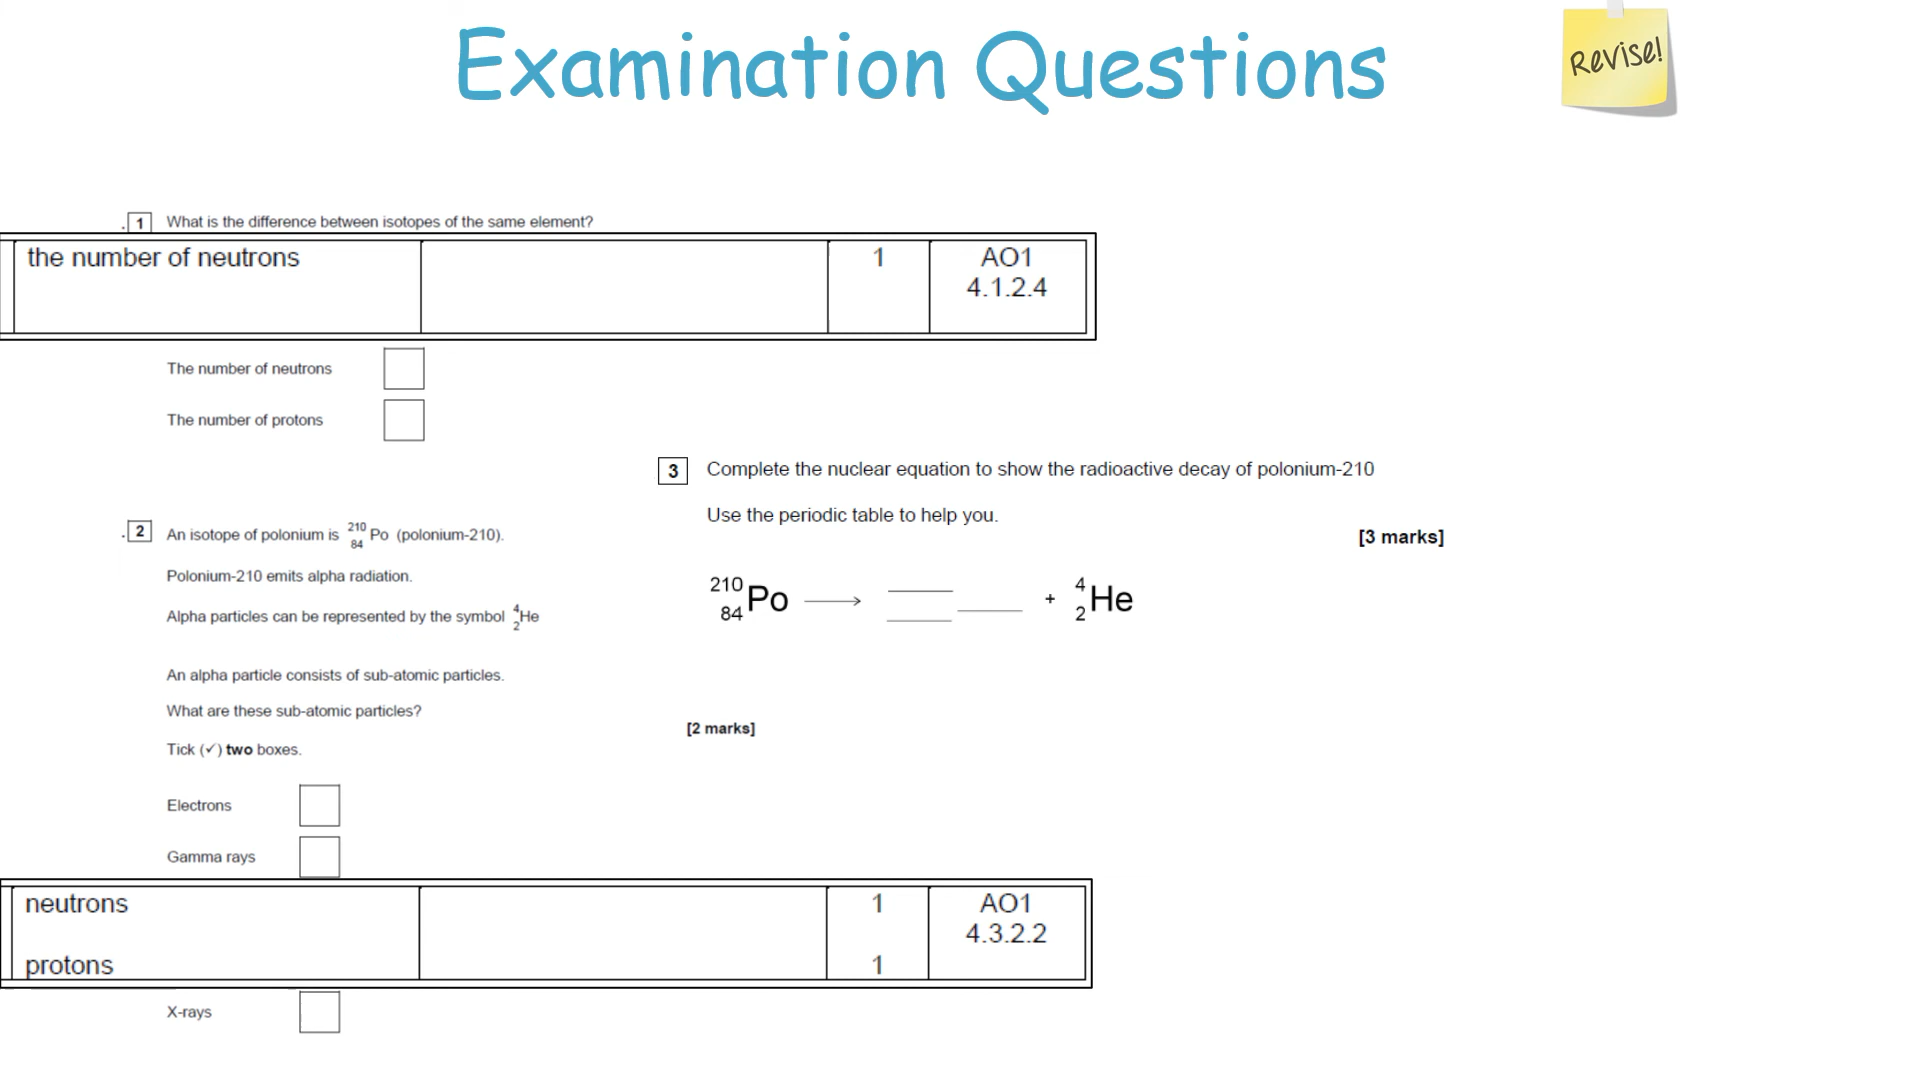 Examination Questions
Revise!
. 1 What is the difference between isotopes of the same element?
the number of neutrons 1 AO1
4.1.2.4
The number of neutrons
The number of protons
.2 An isotope of polonium is 210 84 Po (polonium-210).
Polonium-210 emits alpha radiation.
Alpha particles can be represented by the symbol 4 2 He
An alpha particle consists of sub-atomic particles.
What are these sub-atomic particles?
[2 marks]
Tick (✓) two boxes.
Electrons
Gamma rays
neutrons 1 AO1
4.3.2.2
protons 1
X-rays
3 Complete the nuclear equation to show the radioactive decay of polonium-210
Use the periodic table to help you.
[3 marks]
210 84 Po ⟶ ____ ____ ____ + 4 2 He